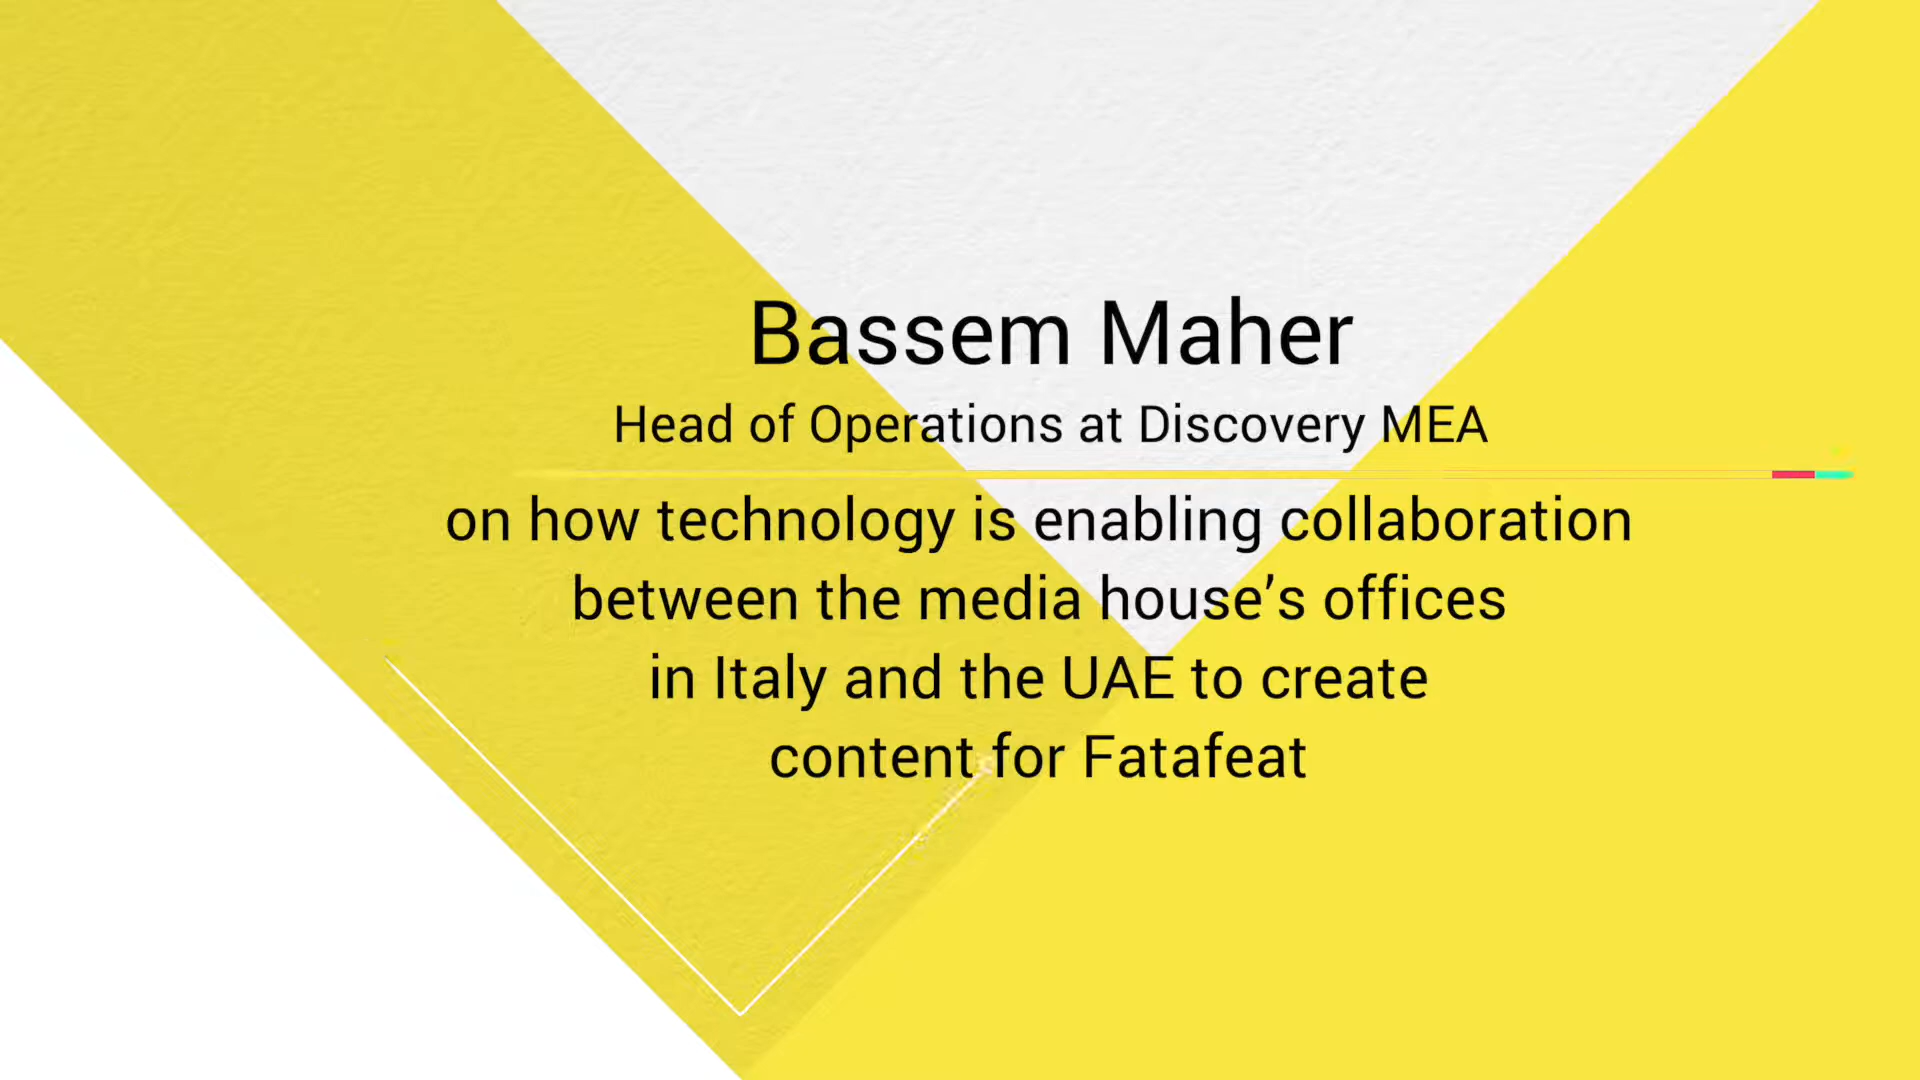 Bassem Maher
Head of Operations at Discovery MEA
on how technology is enabling collaboration
between the media house’s offices
in Italy and the UAE to create
content for Fatafeat